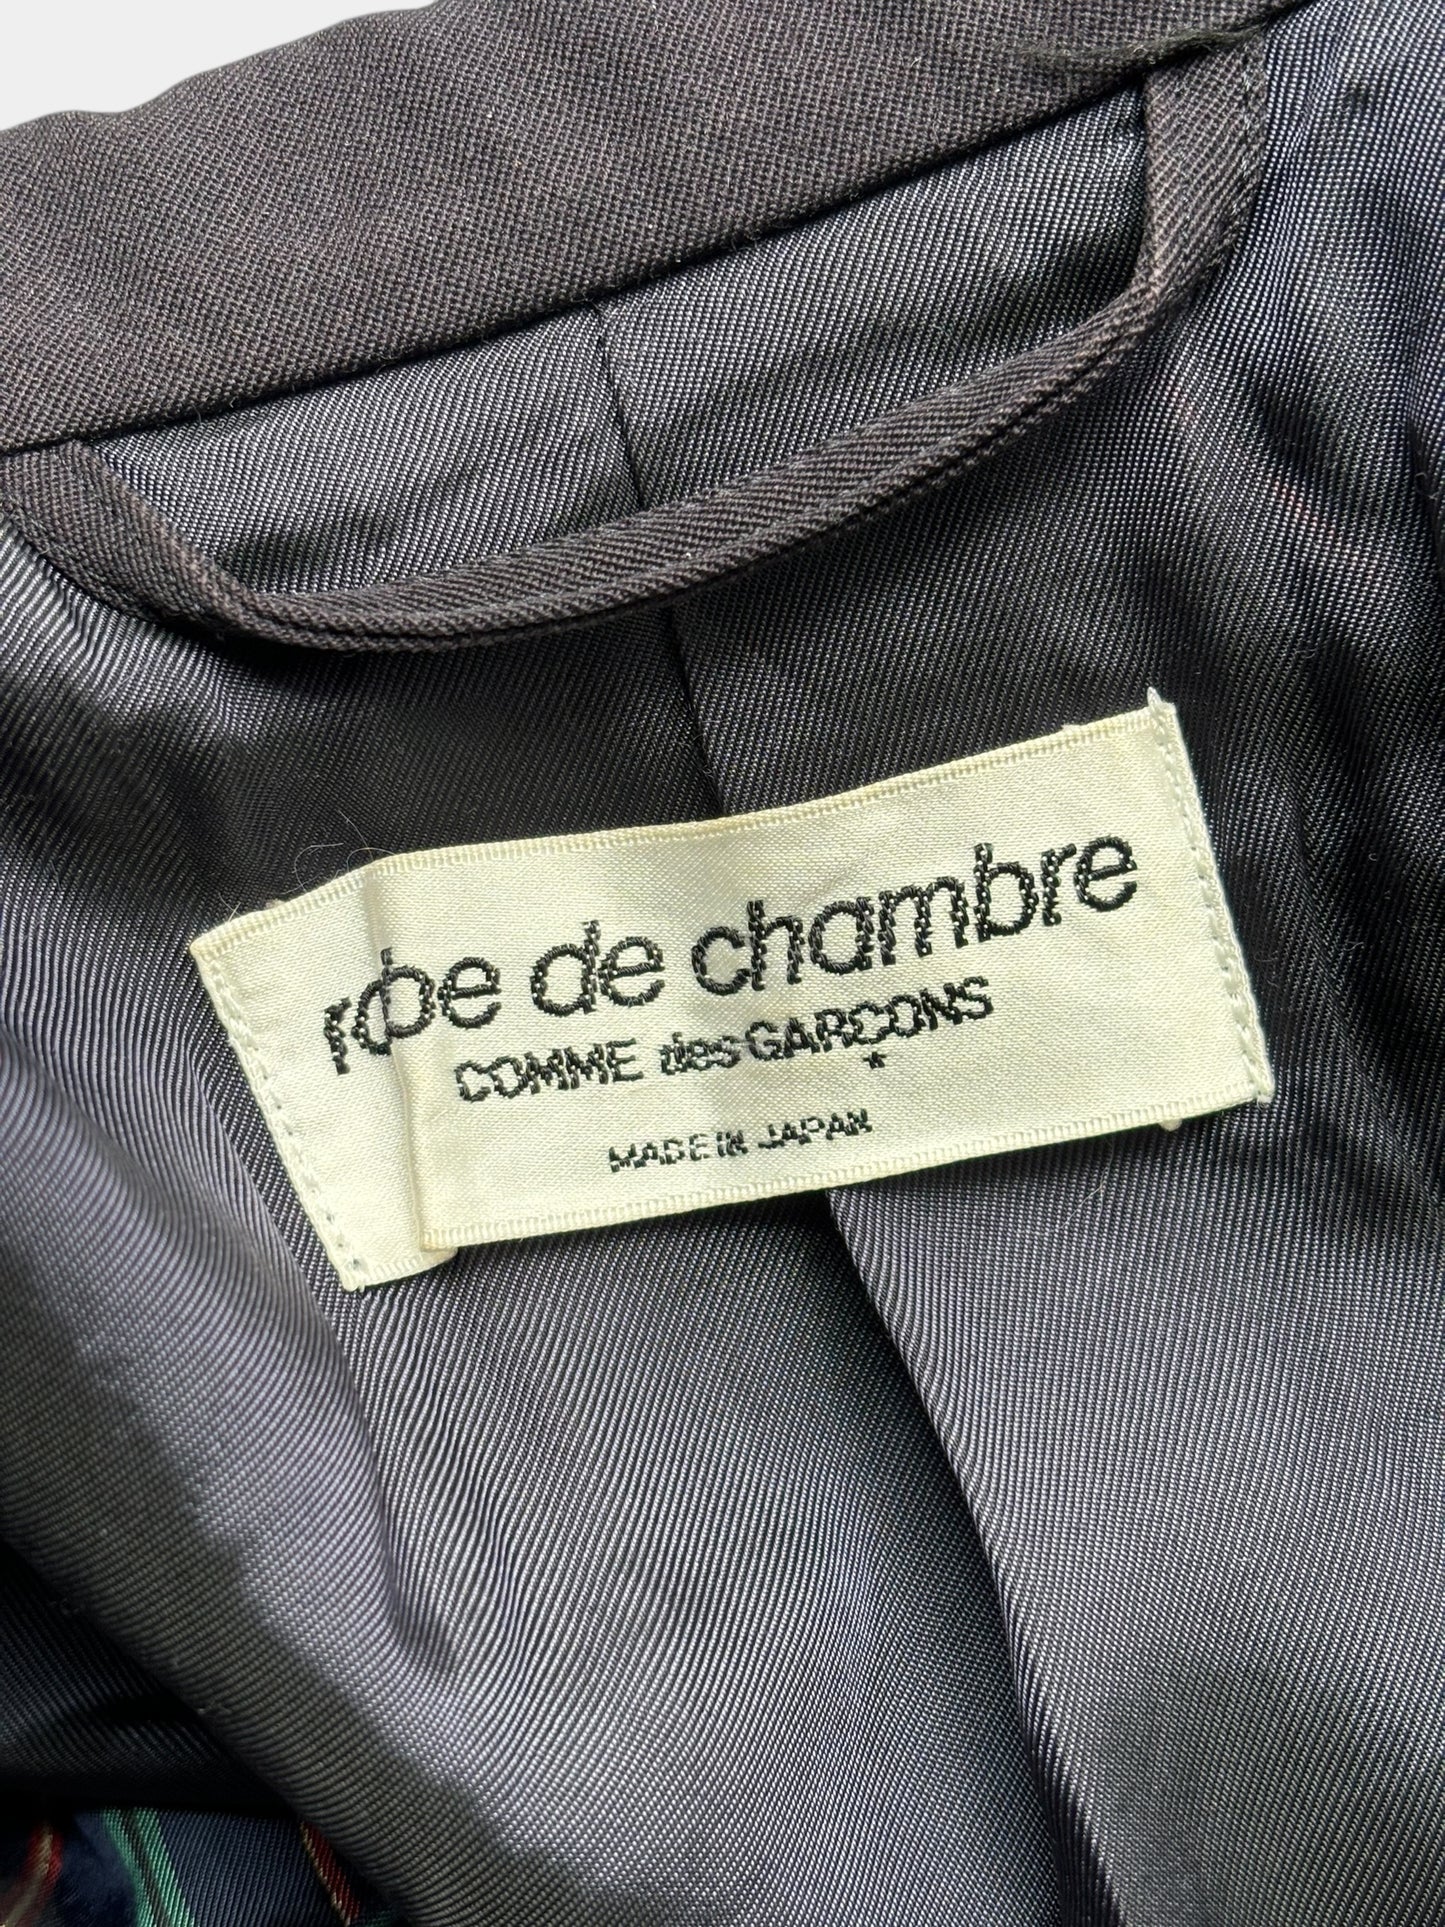 robe de chambre
COMME des GARÇONS
*
MADE IN JAPAN